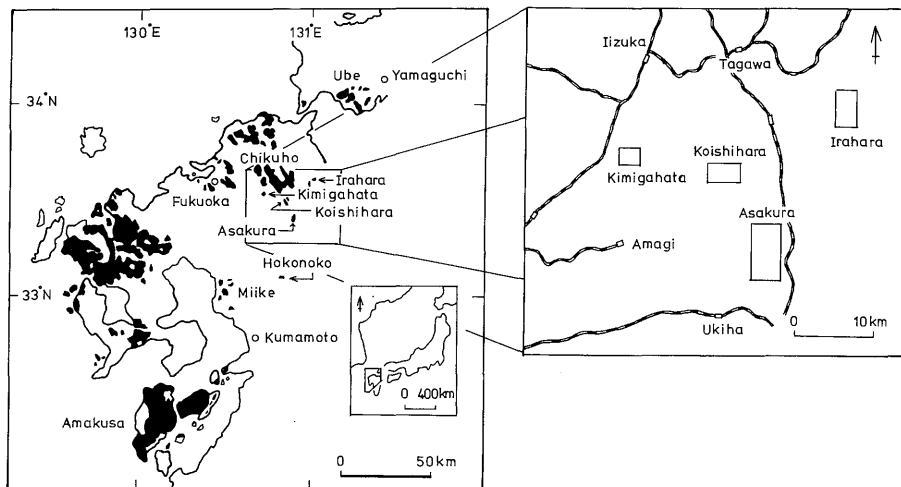 130°E
131°E
Ube
Yamaguchi
34°N
Chikuho
Irahara
Fukuoka
Kimigahata
Koishihara
Asakura
Hokonoko
33°N
Miike
Kumamoto
Amakusa
0 400km
0 50km
Iizuka
Tagawa
Irahara
Koishihara
Kimigahata
Asakura
Amagi
Ukiha
0 10km